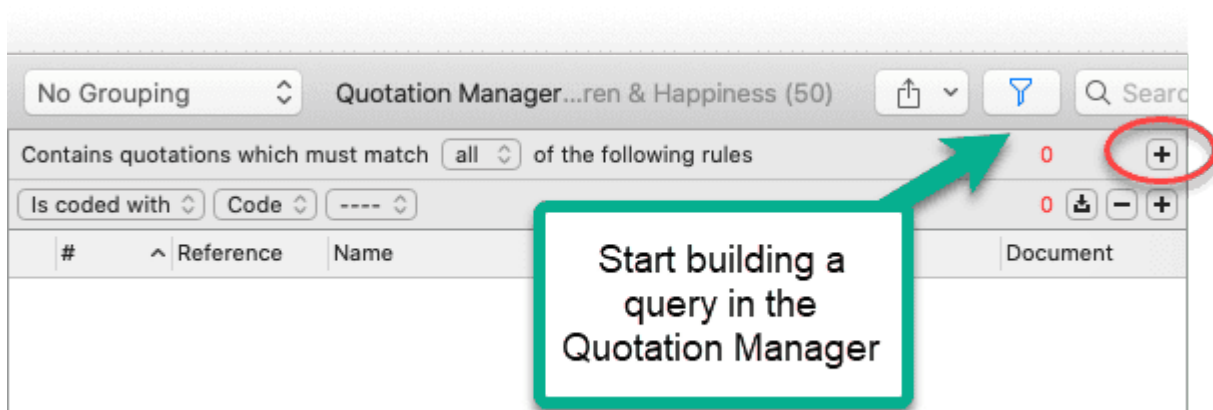 No Grouping Quotation Manager...ren & Happiness (50) Searc
Contains quotations which must match all of the following rules 0
Is coded with Code ---- 0
# Reference Name Document
Start building a
query in the
Quotation Manager